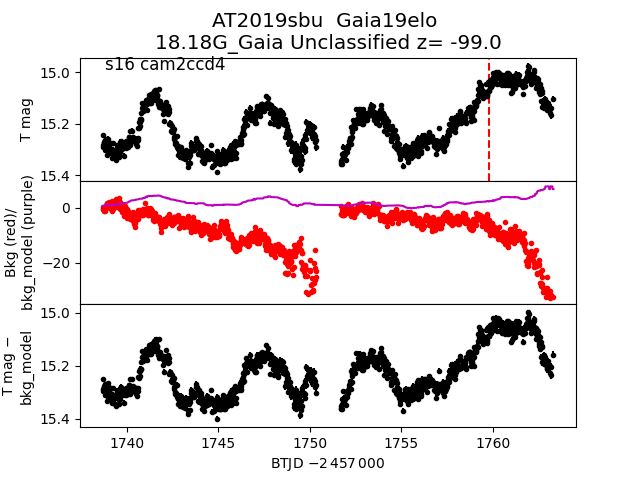 AT2019sbu  Gaia19elo
18.18G_Gaia Unclassified z= -99.0
s16 cam2ccd4
15.0
15.2
15.4
T mag
0
−20
Bkg (red)/
bkg_model (purple)
15.0
15.2
15.4
T mag −
bkg_model
1740
1745
1750
1755
1760
BTJD −2 457 000